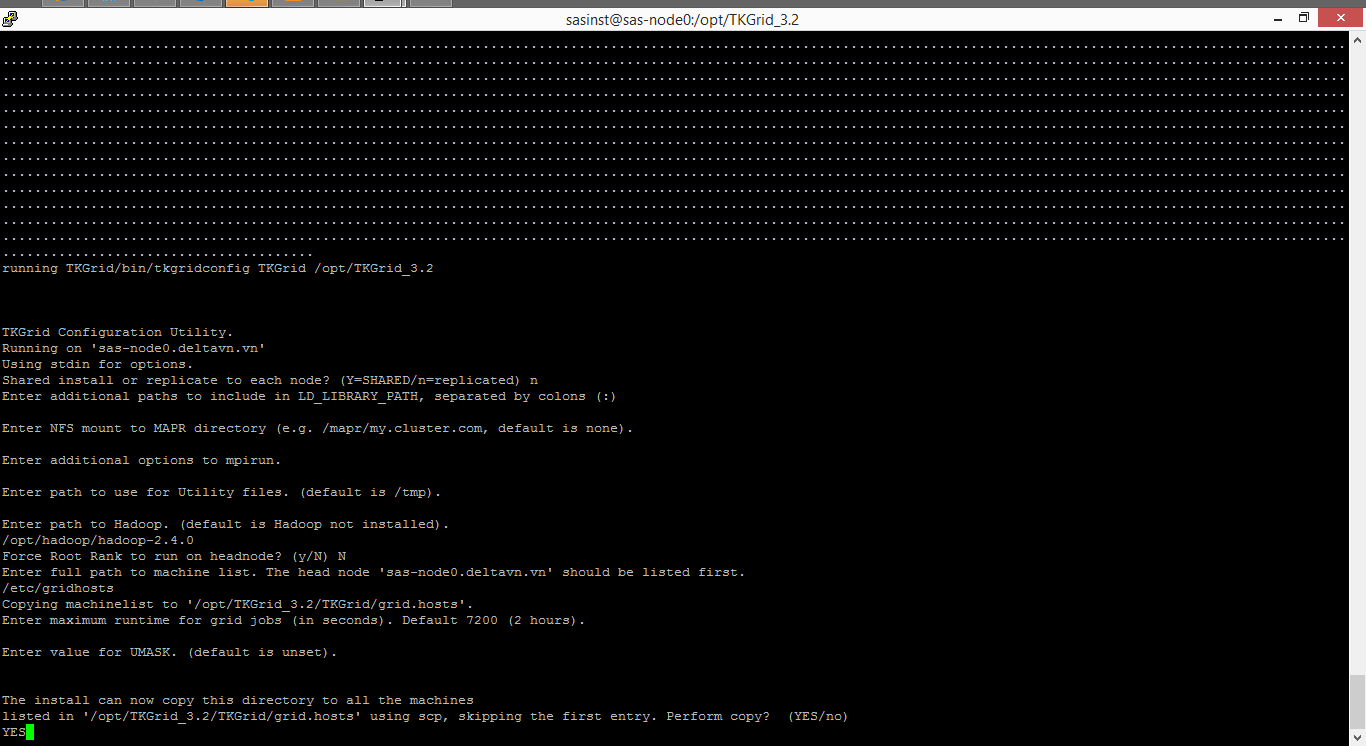 sasinst@sas-node0:/opt/TKGrid_3.2
running TKGrid/bin/tkgridconfig TKGrid /opt/TKGrid_3.2
TKGrid Configuration Utility.
Running on 'sas-node0.deltavn.vn'
Using stdin for options.
Shared install or replicate to each node? (Y=SHARED/n=replicated) n
Enter additional paths to include in LD_LIBRARY_PATH, separated by colons (:)
Enter NFS mount to MAPR directory (e.g. /mapr/my.cluster.com, default is none).
Enter additional options to mpirun.
Enter path to use for Utility files. (default is /tmp).
Enter path to Hadoop. (default is Hadoop not installed).
/opt/hadoop/hadoop-2.4.0
Force Root Rank to run on headnode? (y/N) N
Enter full path to machine list. The head node 'sas-node0.deltavn.vn' should be listed first.
/etc/gridhosts
Copying machinelist to '/opt/TKGrid_3.2/TKGrid/grid.hosts'.
Enter maximum runtime for grid jobs (in seconds). Default 7200 (2 hours).
Enter value for UMASK. (default is unset).
The install can now copy this directory to all the machines
listed in '/opt/TKGrid_3.2/TKGrid/grid.hosts' using scp, skipping the first entry. Perform copy?  (YES/no)
YES